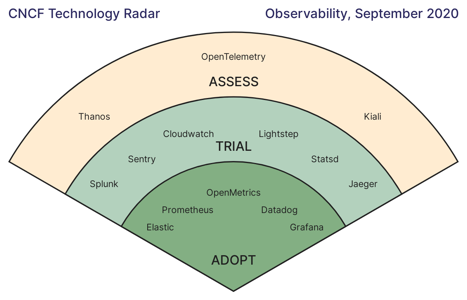 CNCF Technology Radar
Observability, September 2020
OpenTelemetry
ASSESS
Thanos
Kiali
Cloudwatch
Lightstep
TRIAL
Sentry
Statsd
Splunk
Jaeger
OpenMetrics
Prometheus
Datadog
Elastic
Grafana
ADOPT